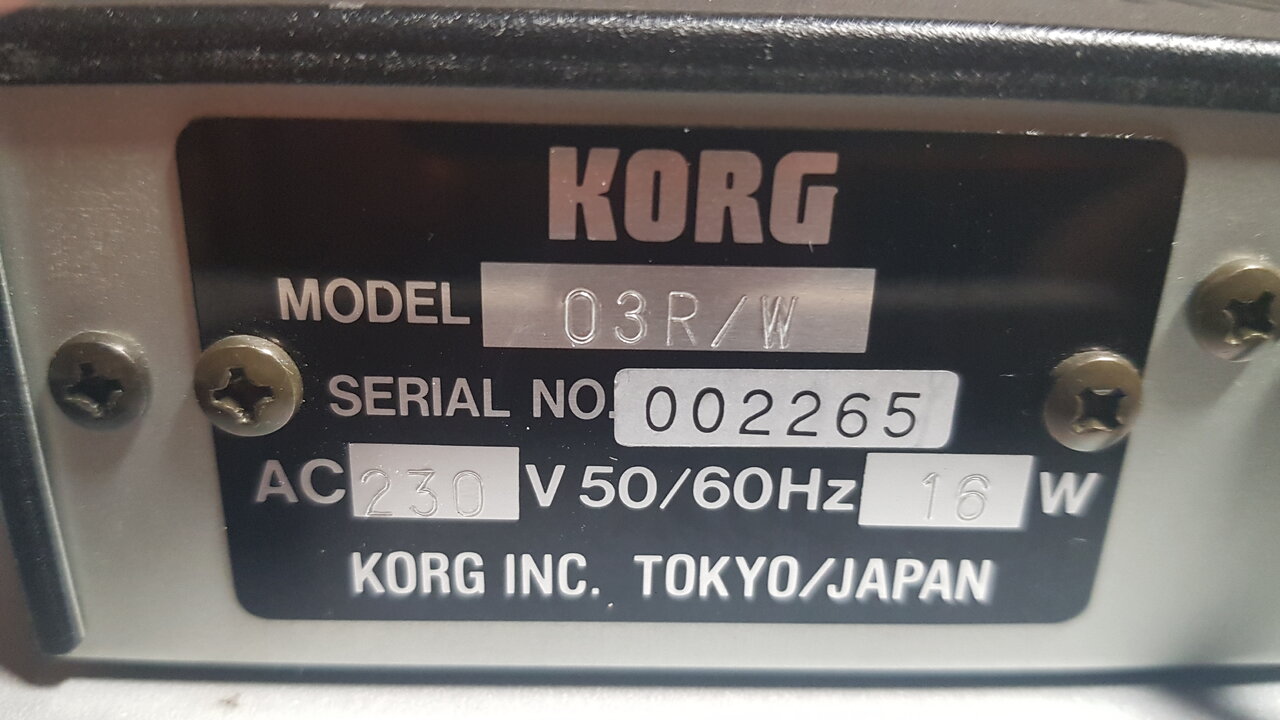 KORG
MODEL 03R/W
SERIAL NO. 002265
AC 230 V 50/60Hz 16 W
KORG INC. TOKYO/JAPAN